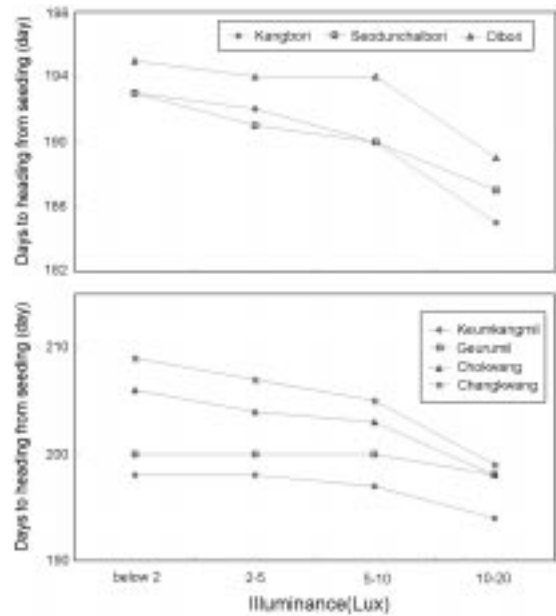 Days to heading from seeding (day)
198
194
190
186
182
Kangbori Seodunchalbori Olbori
Days to heading from seeding (day)
210
200
190
Keumkangmil
Geurumil
Chokwang
Changkwang
below 2 2-5 5-10 10-20
Illuminance(Lux)